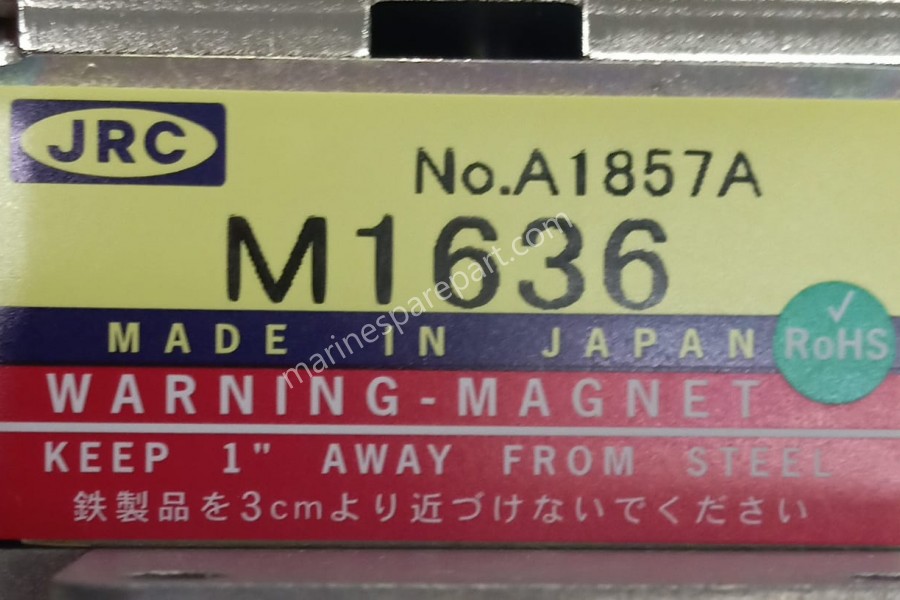 JRC
No.A1857A
M1636
marinesparepart.com
MADE IN JAPAN
✓
RoHS
WARNING-MAGNET
KEEP 1" AWAY FROM STEEL
鉄製品を3cmより近づけないでください